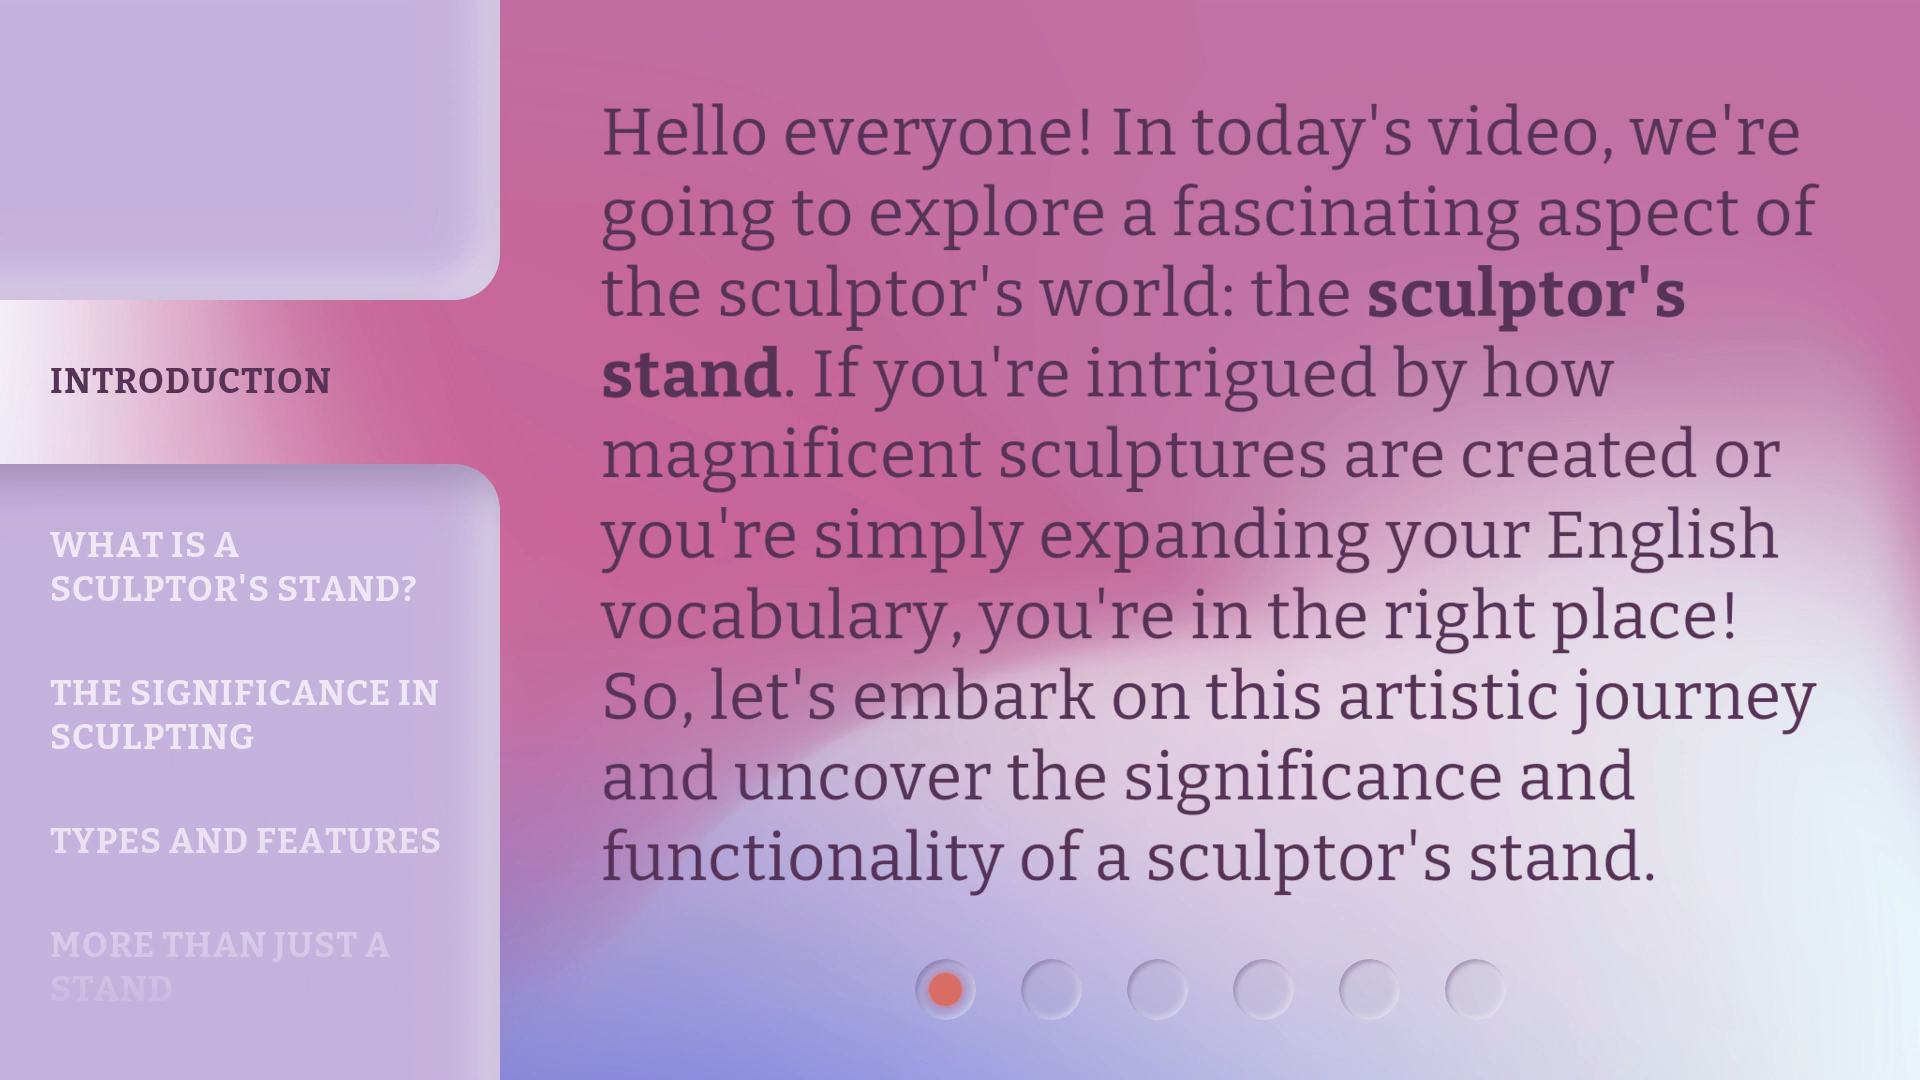 INTRODUCTION
WHAT IS A
SCULPTOR'S STAND?
THE SIGNIFICANCE IN
SCULPTING
TYPES AND FEATURES
MORE THAN JUST A
STAND
Hello everyone! In today's video, we're
going to explore a fascinating aspect of
the sculptor's world: the sculptor's
stand. If you're intrigued by how
magnificent sculptures are created or
you're simply expanding your English
vocabulary, you're in the right place!
So, let's embark on this artistic journey
and uncover the significance and
functionality of a sculptor's stand.